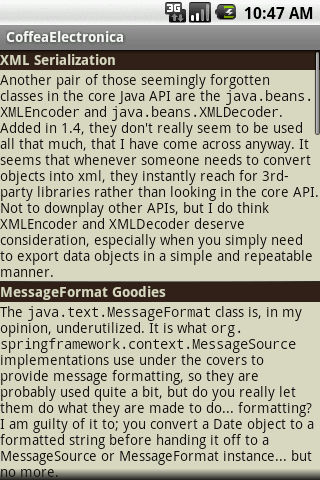 3G 10:47 AM
CoffeaElectronica
XML Serialization
Another pair of those seemingly forgotten
classes in the core Java API are the java.beans.
XMLEncoder and java.beans.XMLDecoder.
Added in 1.4, they don't really seem to be used
all that much, that I have come across anyway. It
seems that whenever someone needs to convert
objects into xml, they instantly reach for 3rd-
party libraries rather than looking in the core API.
Not to downplay other APIs, but I do think
XMLEncoder and XMLDecoder deserve
consideration, especially when you simply need
to export data objects in a simple and repeatable
manner.
MessageFormat Goodies
The java.text.MessageFormat class is, in my
opinion, underutilized. It is what org.
springframework.context.MessageSource
implementations use under the covers to
provide message formatting, so they are
probably used quite a bit, but do you really let
them do what they are made to do... formatting?
I am guilty of it to; you convert a Date object to a
formatted string before handing it off to a
MessageSource or MessageFormat instance... but
no more.